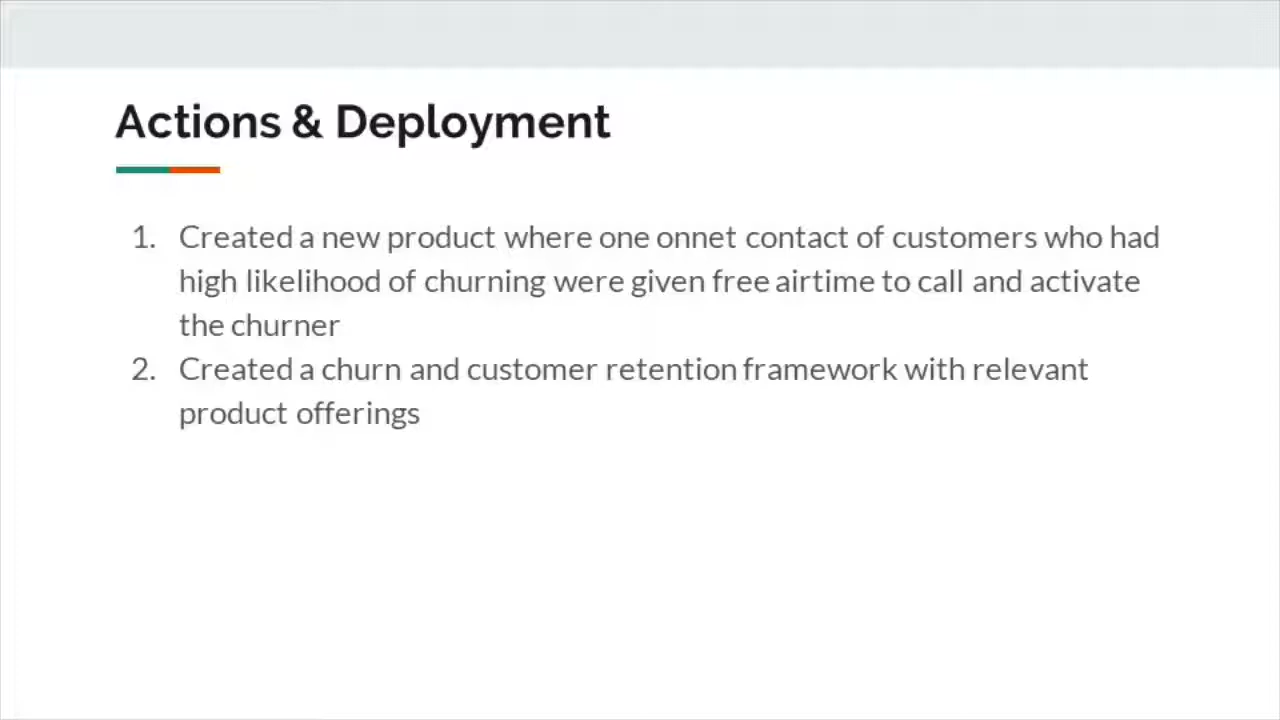 Actions & Deployment
1. Created a new product where one onnet contact of customers who had
high likelihood of churning were given free airtime to call and activate
the churner
2. Created a churn and customer retention framework with relevant
product offerings